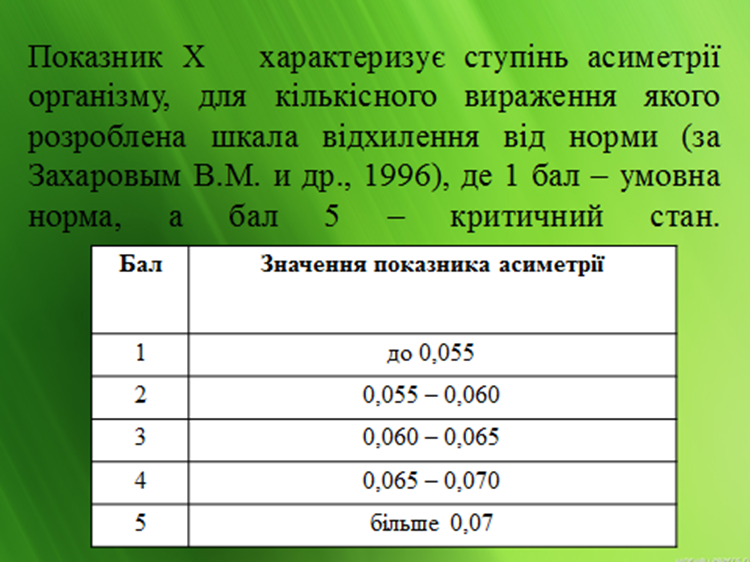 Показник X характеризує ступінь асиметрії
організму, для кількісного вираження якого
розроблена шкала відхилення від норми (за
Захаровым В.М. и др., 1996), де 1 бал – умовна
норма, а бал 5 – критичний стан.
Бал Значення показника асиметрії
1 до 0,055
2 0,055 – 0,060
3 0,060 – 0,065
4 0,065 – 0,070
5 більше 0,07